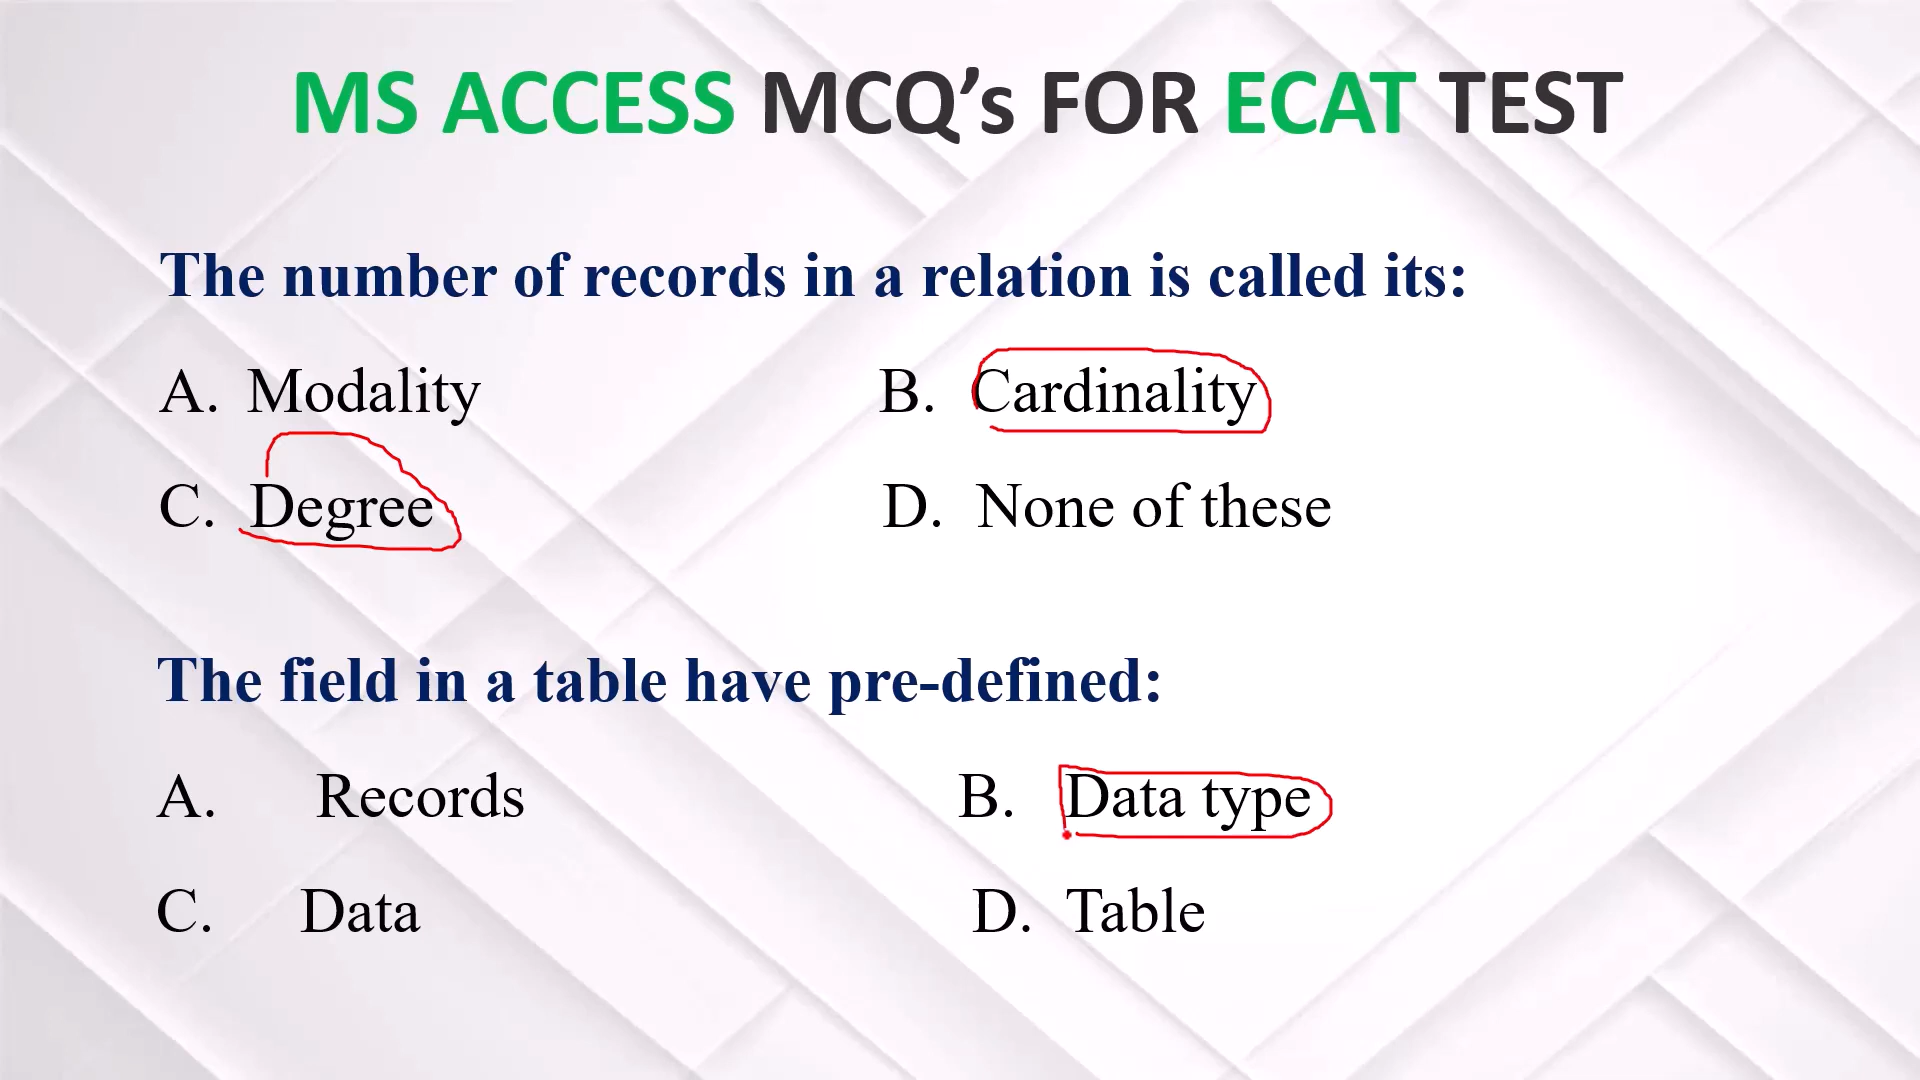 MS ACCESS MCQ’s FOR ECAT TEST
The number of records in a relation is called its:
A. Modality B. Cardinality
C. Degree D. None of these
The field in a table have pre-defined:
A. Records B. Data type
C. Data D. Table